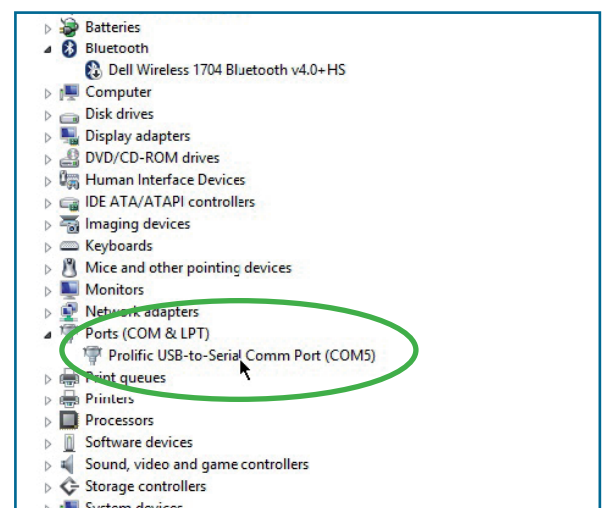 Batteries
Bluetooth
Dell Wireless 1704 Bluetooth v4.0+HS
Computer
Disk drives
Display adapters
DVD/CD-ROM drives
Human Interface Devices
IDE ATA/ATAPI controllers
Imaging devices
Keyboards
Mice and other pointing devices
Monitors
Network adapters
Ports (COM & LPT)
Prolific USB-to-Serial Comm Port (COM5)
Print queues
Printers
Processors
Software devices
Sound, video and game controllers
Storage controllers
System devices